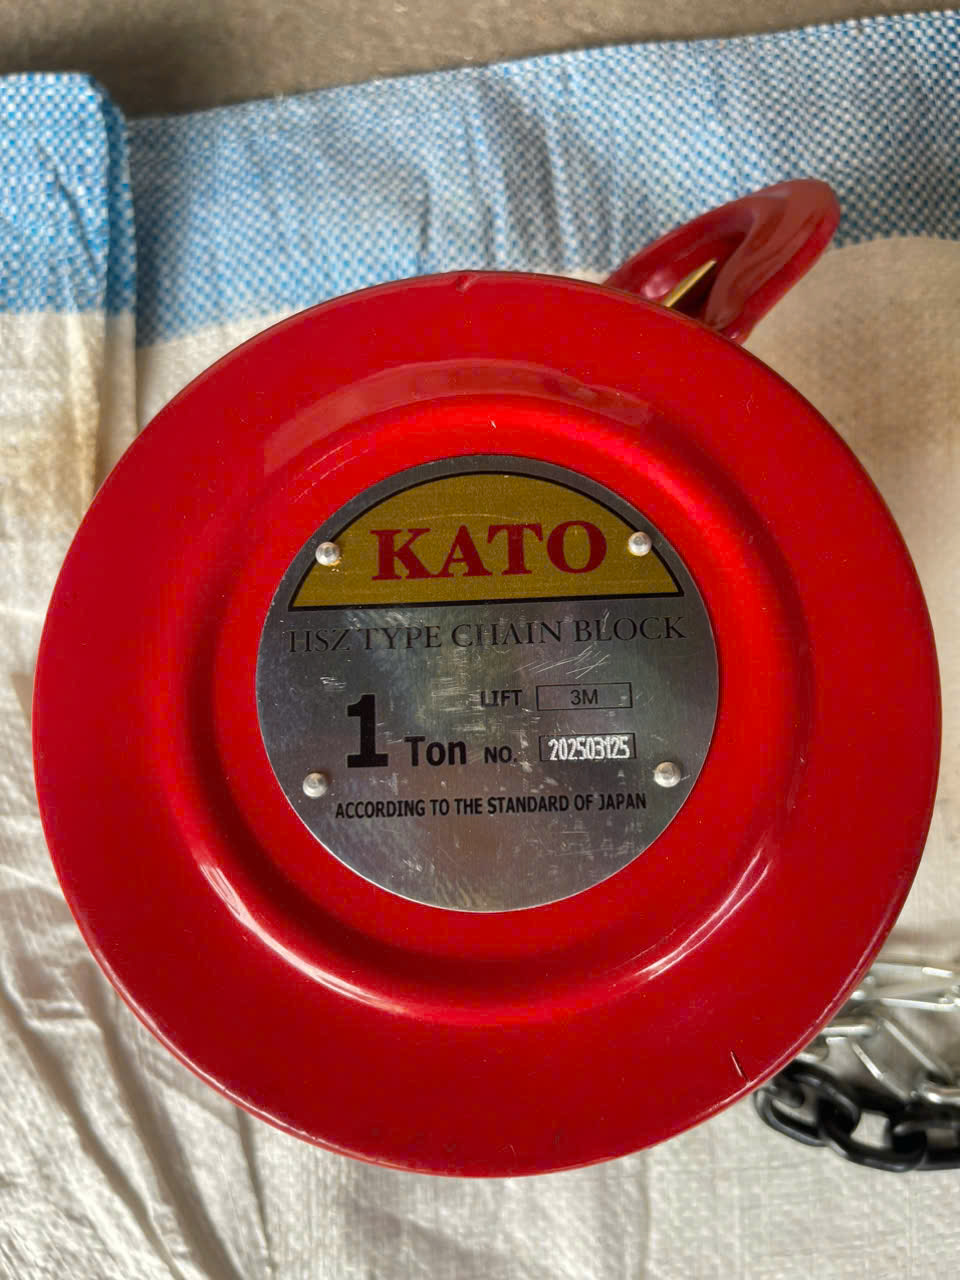 KATO
HSZ TYPE CHAIN BLOCK
LIFT 3M
1 Ton NO. 202503125
ACCORDING TO THE STANDARD OF JAPAN